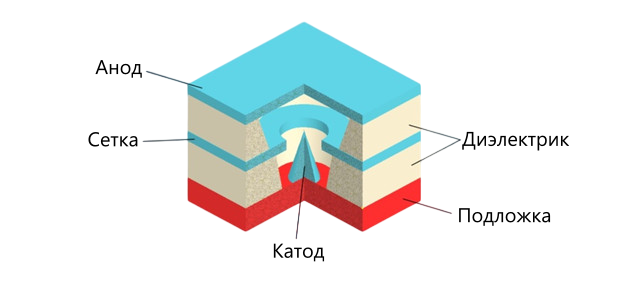 Анод
Сетка
Диэлектрик
Подложка
Катод